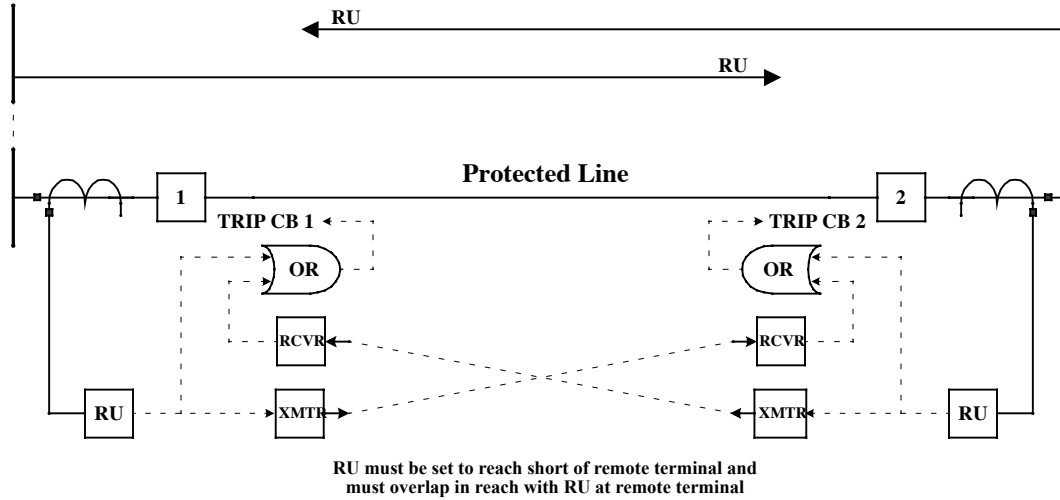 RU
RU
Protected Line
1
2
TRIP CB 1
TRIP CB 2
OR
OR
RCVR
RCVR
RU
XMTR
XMTR
RU
RU must be set to reach short of remote terminal and
must overlap in reach with RU at remote terminal